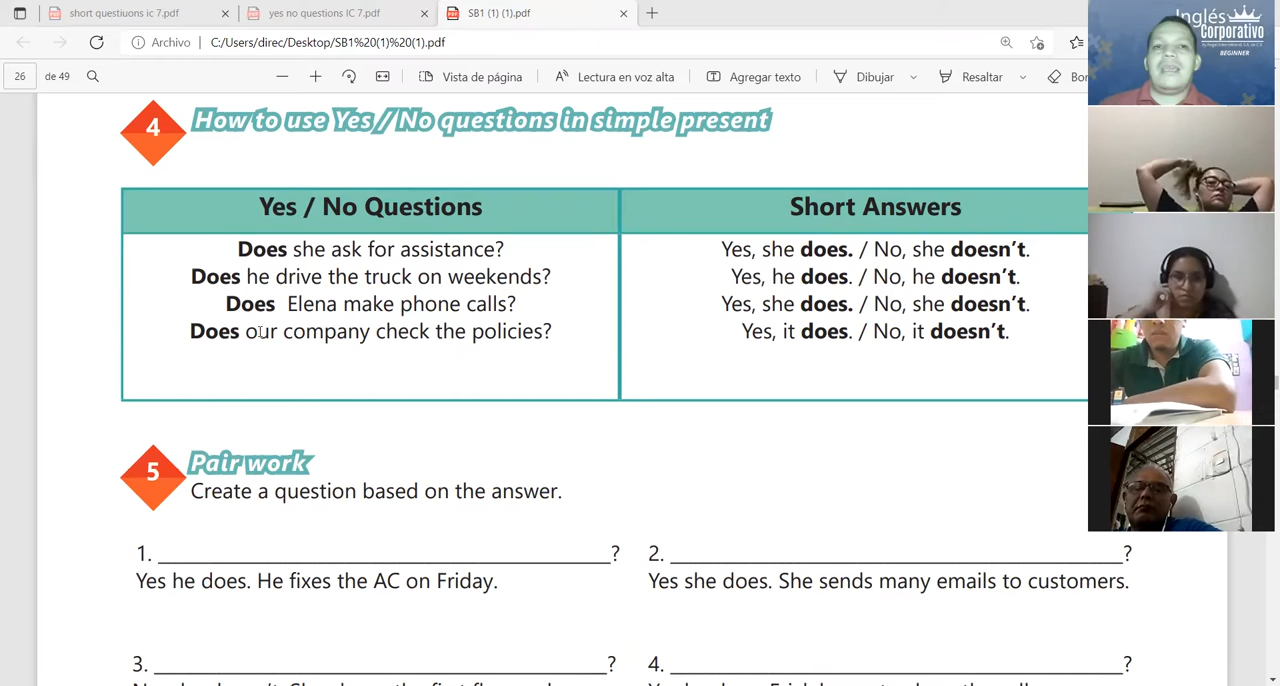 short questiuons ic 7.pdf
yes no questions IC 7.pdf
SB1 (1) (1).pdf
Archivo
C:/Users/direc/Desktop/SB1%20(1)%20(1).pdf
26
de 49
Vista de página
Lectura en voz alta
Agregar texto
Dibujar
Resaltar
Bor
Inglés
Corporativo
BEGINNER
4
How to use Yes / No questions in simple present
Yes / No Questions
Short Answers
Does she ask for assistance?
Yes, she does. / No, she doesn't.
Does he drive the truck on weekends?
Yes, he does. / No, he doesn't.
Does Elena make phone calls?
Yes, she does. / No, she doesn't.
Does our company check the policies?
Yes, it does. / No, it doesn't.
5
Pair work
Create a question based on the answer.
1. ?
2. ?
Yes he does. He fixes the AC on Friday.
Yes she does. She sends many emails to customers.
3. ?
4. ?